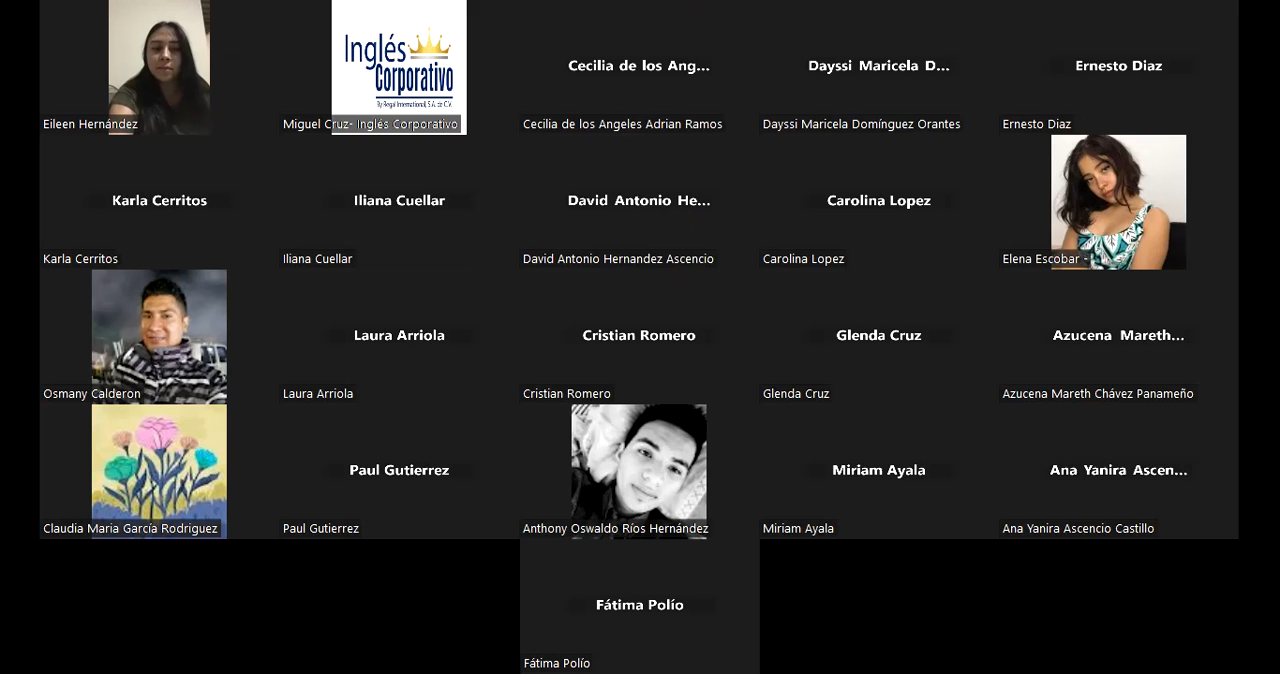 Inglés
Corporativo
By Regal International, S.A. de C.V.
Cecilia de los Ang...
Dayssi Maricela D...
Ernesto Diaz
Eileen Hernández
Miguel Cruz- Inglés Corporativo
Cecilia de los Angeles Adrian Ramos
Dayssi Maricela Domínguez Orantes
Ernesto Diaz
Karla Cerritos
Iliana Cuellar
David Antonio He...
Carolina Lopez
Karla Cerritos
Iliana Cuellar
David Antonio Hernandez Ascencio
Carolina Lopez
Elena Escobar -
Laura Arriola
Cristian Romero
Glenda Cruz
Azucena Mareth...
Osmany Calderon
Laura Arriola
Cristian Romero
Glenda Cruz
Azucena Mareth Chávez Panameño
Paul Gutierrez
Miriam Ayala
Ana Yanira Ascen...
Claudia Maria García Rodriguez
Paul Gutierrez
Anthony Oswaldo Ríos Hernández
Miriam Ayala
Ana Yanira Ascencio Castillo
Fátima Polío
Fátima Polío